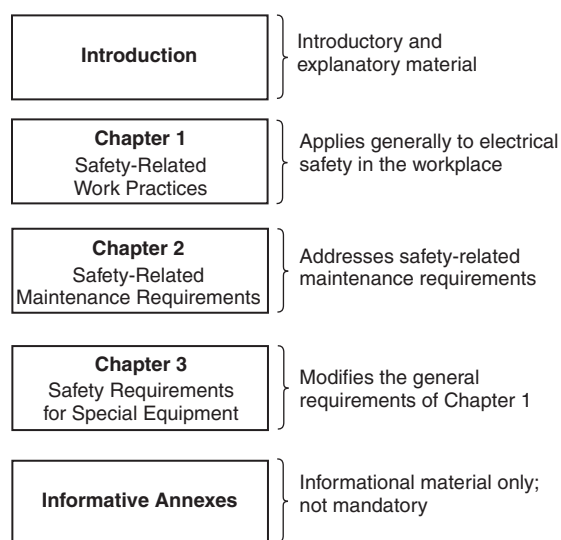 Introduction
Introductory and
explanatory material
Chapter 1
Safety-Related
Work Practices
Applies generally to electrical
safety in the workplace
Chapter 2
Safety-Related
Maintenance Requirements
Addresses safety-related
maintenance requirements
Chapter 3
Safety Requirements
for Special Equipment
Modifies the general
requirements of Chapter 1
Informative Annexes
Informational material only;
not mandatory